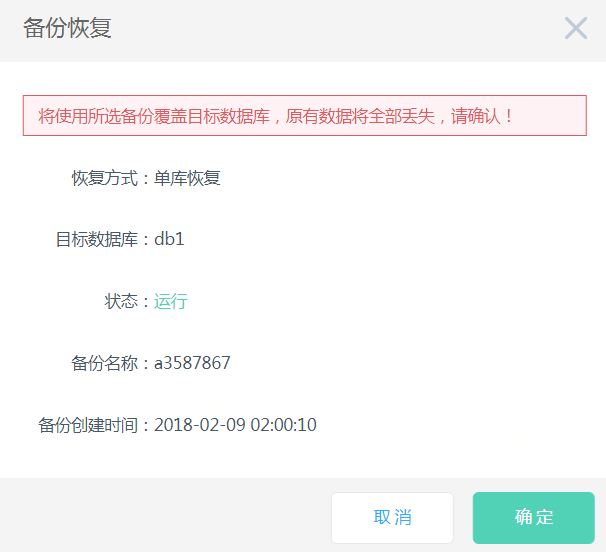 备份恢复
将使用所选备份覆盖目标数据库，原有数据将全部丢失，请确认！
恢复方式：单库恢复
目标数据库：db1
状态：运行
备份名称：a3587867
备份创建时间：2018-02-09 02:00:10
取消 确定